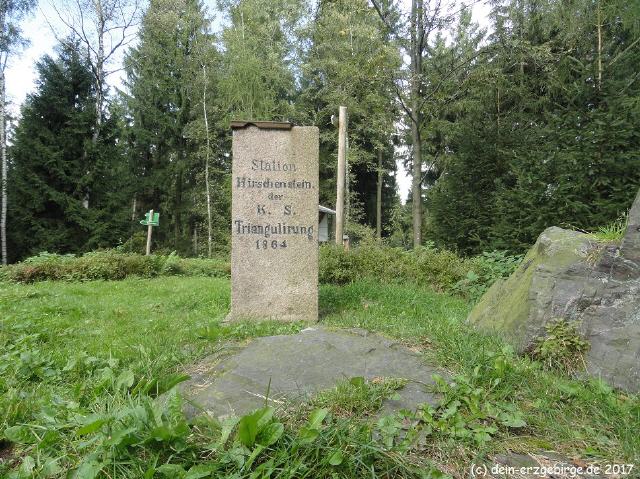 Station
Hirschenstein.
der
K. S.
Triangulirung
1864
(c) dein-erzgebirge.de 2017